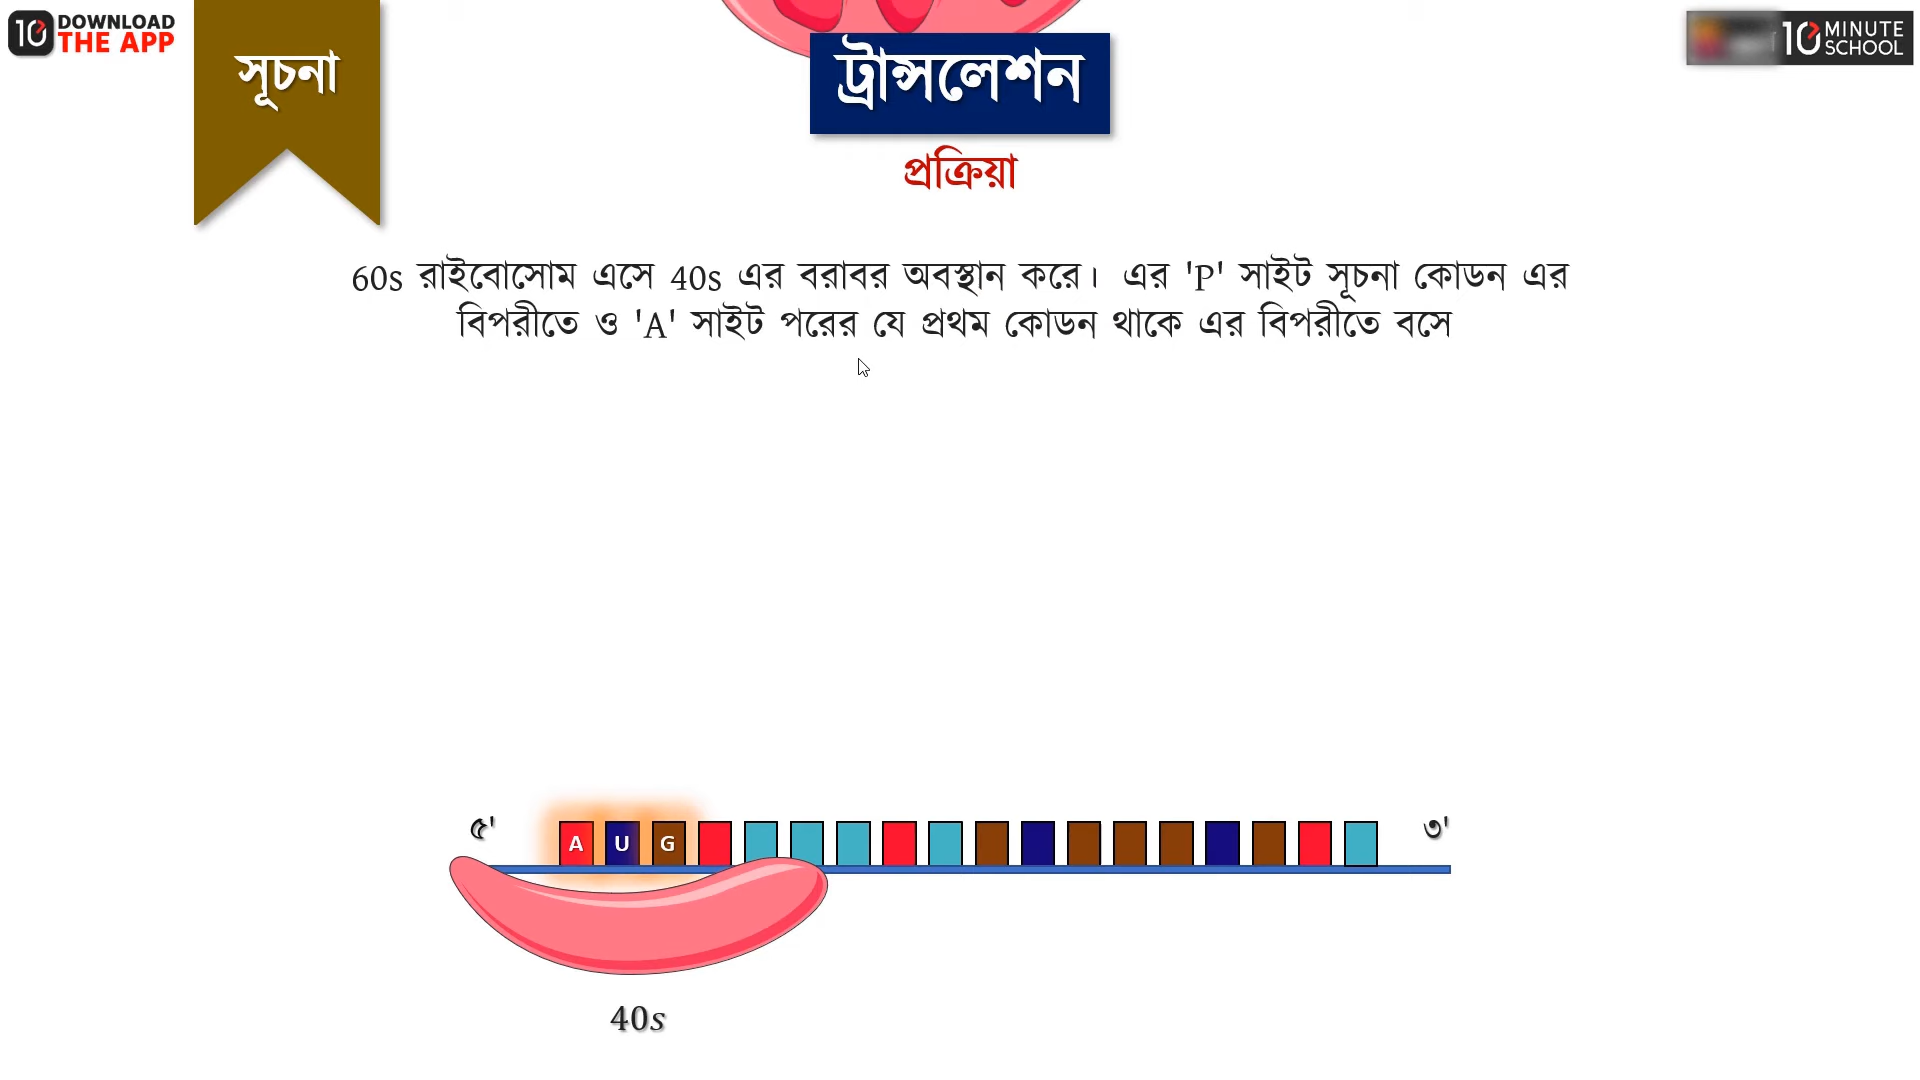 10 DOWNLOAD
THE APP
সূচনা
ট্রান্সলেশন
10 MINUTE
SCHOOL
প্রক্রিয়া
60s রাইবোসোম এসে 40s এর বরাবর অবস্থান করে। এর 'P' সাইট সূচনা কোডন এর
বিপরীতে ও 'A' সাইট পরের যে প্রথম কোডন থাকে এর বিপরীতে বসে
৫'
A U G
৩'
40s